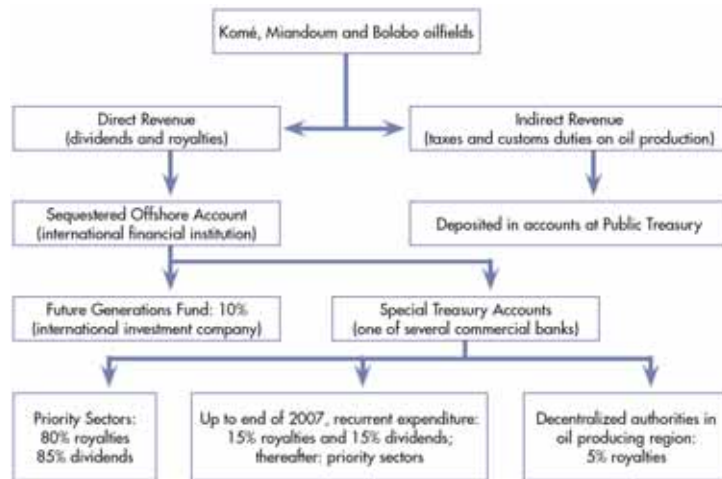 Komé, Miandoum and Bolobo oilfields
Direct Revenue
(dividends and royalties)
Indirect Revenue
(taxes and customs duties on oil production)
Sequestered Offshore Account
(international financial institution)
Deposited in accounts at Public Treasury
Future Generations Fund: 10%
(international investment company)
Special Treasury Accounts
(one of several commercial banks)
Priority Sectors:
80% royalties
85% dividends
Up to end of 2007, recurrent expenditure:
15% royalties and 15% dividends;
thereafter: priority sectors
Decentralized authorities in
oil producing region:
5% royalties